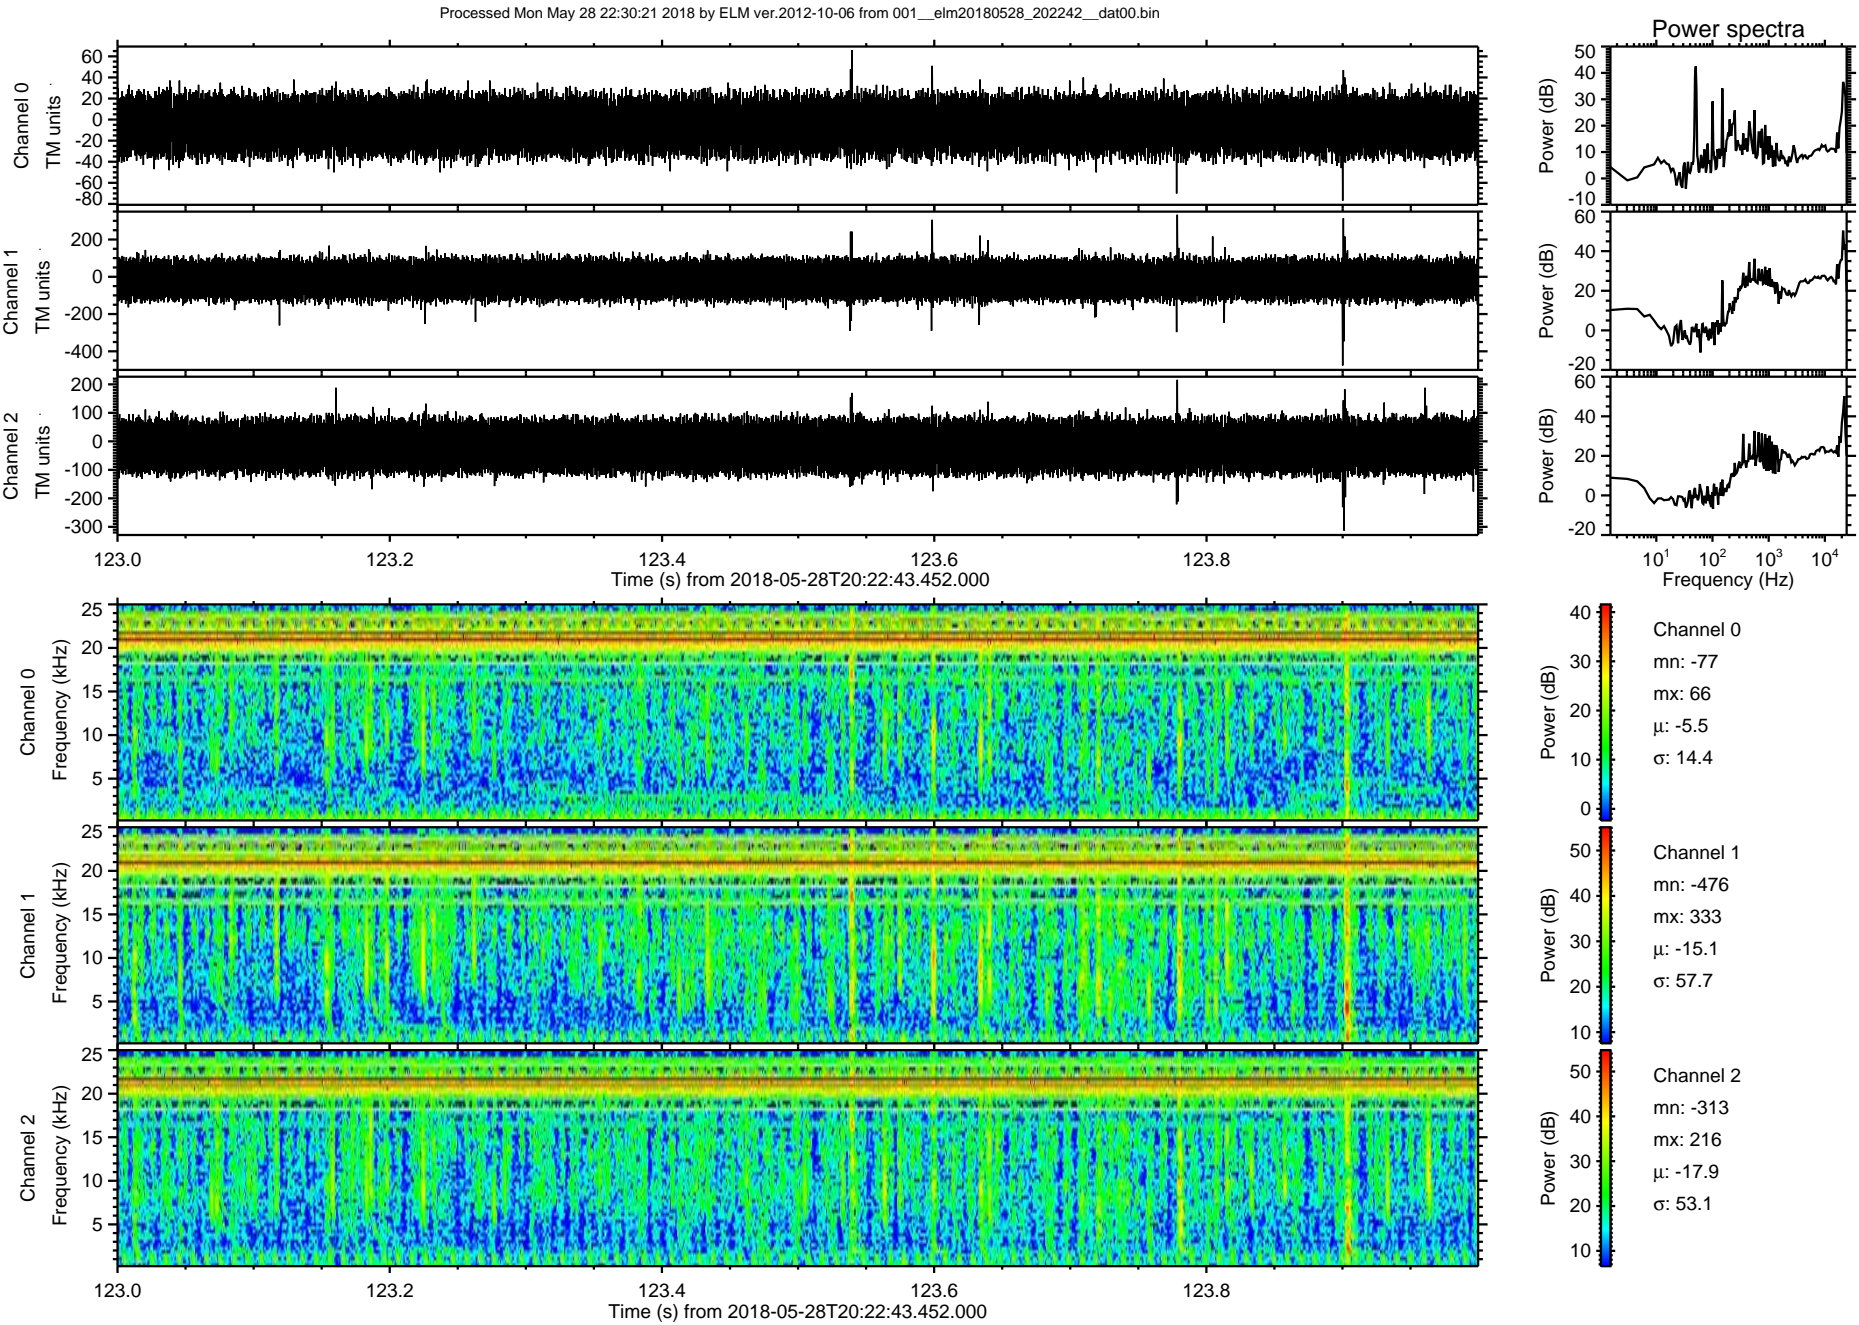 Processed Mon May 28 22:30:21 2018 by ELM ver.2012-10-06 from 001__elm20180528_202242__dat00.bin
Power spectra
Channel 0
TM units
60
40
20
0
-20
-40
-60
-80
Power (dB)
50
40
30
20
10
0
-10
Channel 1
TM units
200
0
-200
-400
Power (dB)
60
40
20
0
-20
Channel 2
TM units
200
100
0
-100
-200
-300
Power (dB)
60
40
20
0
-20
123.0 123.2 123.4 123.6 123.8
Time (s) from 2018-05-28T20:22:43.452.000
10^1 10^2 10^3 10^4
Frequency (Hz)
Channel 0
Frequency (kHz)
25
20
15
10
5
Power (dB)
40
30
20
10
0
Channel 0
mn: -77
mx: 66
μ: -5.5
σ: 14.4
Channel 1
Frequency (kHz)
25
20
15
10
5
Power (dB)
50
40
30
20
10
Channel 1
mn: -476
mx: 333
μ: -15.1
σ: 57.7
Channel 2
Frequency (kHz)
25
20
15
10
5
Power (dB)
50
40
30
20
10
Channel 2
mn: -313
mx: 216
μ: -17.9
σ: 53.1
123.0 123.2 123.4 123.6 123.8
Time (s) from 2018-05-28T20:22:43.452.000